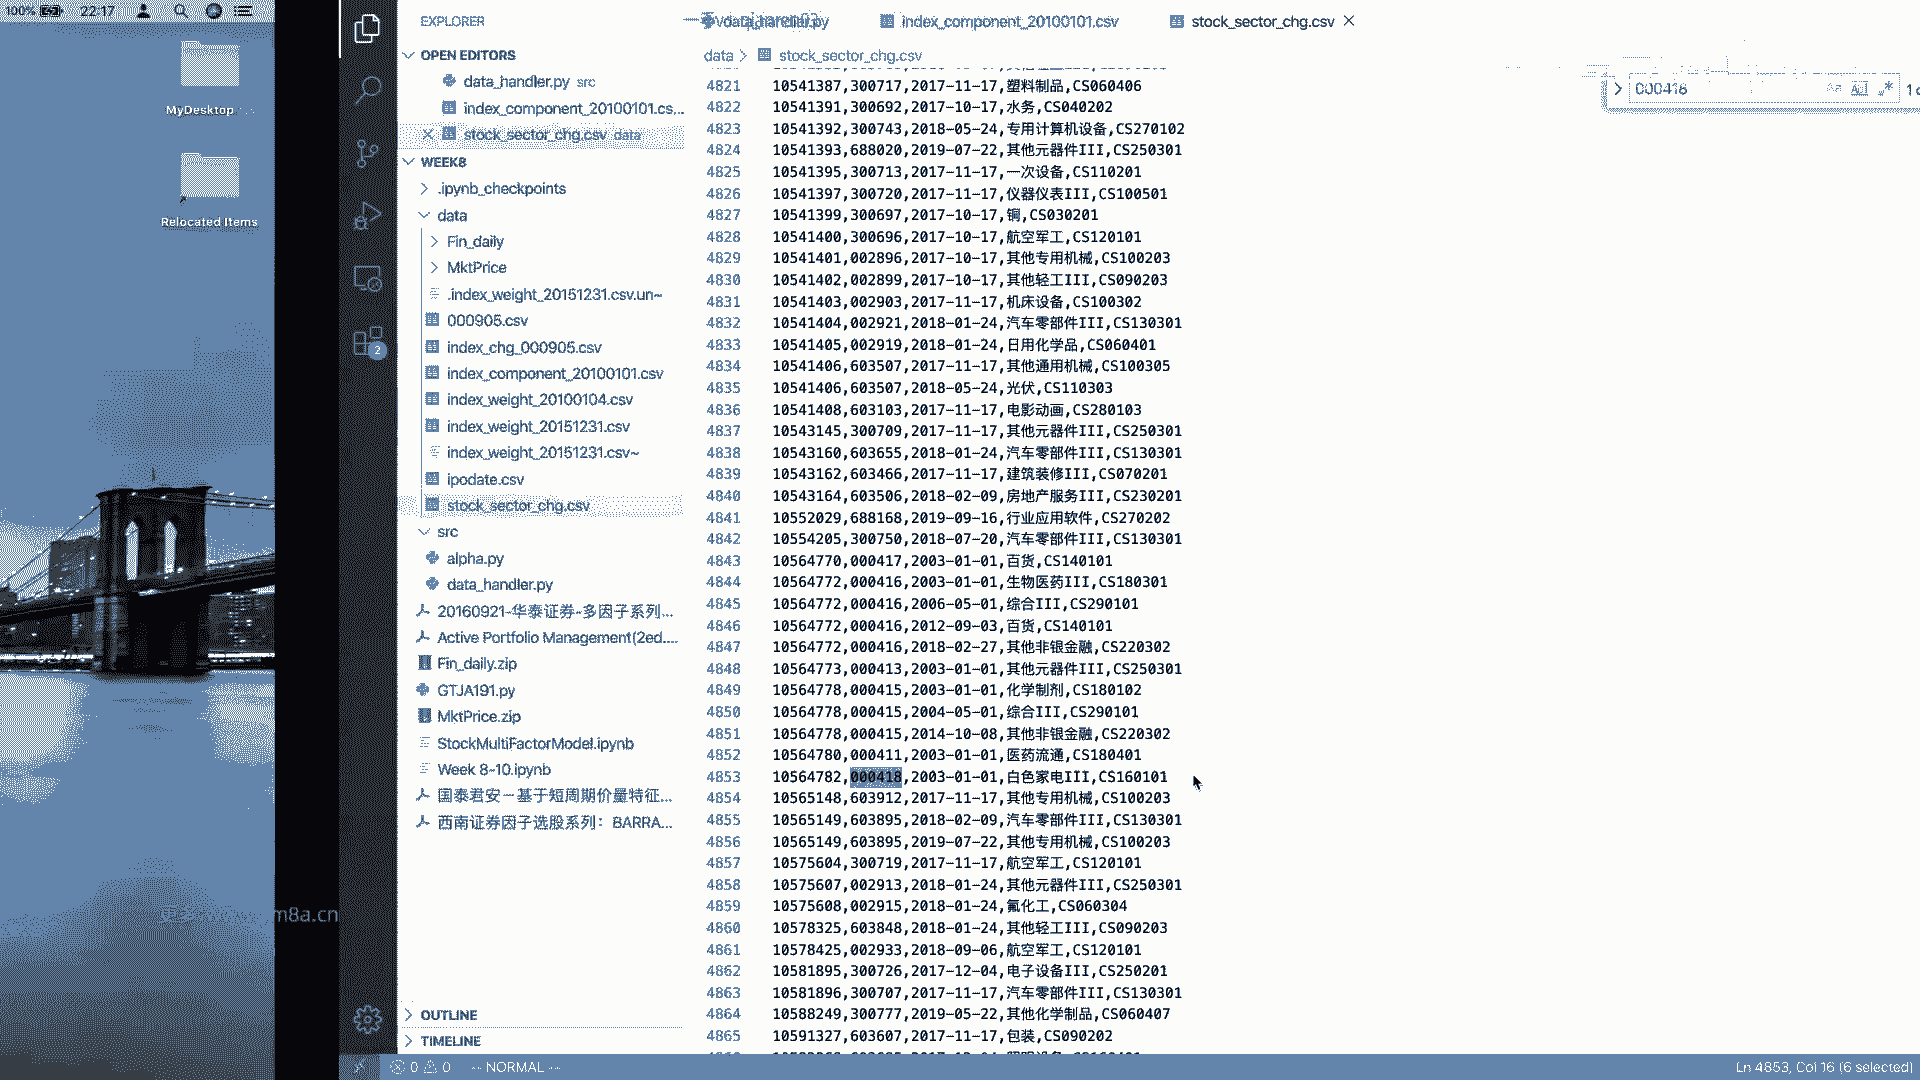 100%
22:17
MyDesktop
Relocated Items
m8a.cn
EXPLORER
OPEN EDITORS
data_handler.py src
index_component_20100101.cs...
stock_sector_chg.csv data
WEEK8
.ipynb_checkpoints
data
Fin_daily
MktPrice
.index_weight_20151231.csv.un~
000905.csv
index_chg_000905.csv
index_component_20100101.csv
index_weight_20100104.csv
index_weight_20151231.csv
index_weight_20151231.csv~
ipodate.csv
stock_sector_chg.csv
src
alpha.py
data_handler.py
20160921-华泰证券-多因子系列...
Active Portfolio Management(2ed....
Fin_daily.zip
GTJA191.py
MktPrice.zip
StockMultiFactorModel.ipynb
Week 8-10.ipynb
国泰君安－基于短周期价量特征...
西南证券因子选股系列：BARRA...
OUTLINE
TIMELINE
data_handler.py
index_component_20100101.csv
stock_sector_chg.csv
data > stock_sector_chg.csv
000418
Aa
Abl
.*
2
4821 10541387,300717,2017-11-17,塑料制品,CS060406
4822 10541391,300692,2017-10-17,水务,CS040202
4823 10541392,300743,2018-05-24,专用计算机设备,CS270102
4824 10541393,688020,2019-07-22,其他元器件III,CS250301
4825 10541395,300713,2017-11-17,一次设备,CS110201
4826 10541397,300720,2017-11-17,仪器仪表III,CS100501
4827 10541399,300697,2017-10-17,铜,CS030201
4828 10541400,300696,2017-10-17,航空军工,CS120101
4829 10541401,002896,2017-10-17,其他专用机械,CS100203
4830 10541402,002899,2017-10-17,其他轻工III,CS090203
4831 10541403,002903,2017-11-17,机床设备,CS100302
4832 10541404,002921,2018-01-24,汽车零部件III,CS130301
4833 10541405,002919,2018-01-24,日用化学品,CS060401
4834 10541406,603507,2017-11-17,其他通用机械,CS100305
4835 10541406,603507,2018-05-24,光伏,CS110303
4836 10541408,603103,2017-11-17,电影动画,CS280103
4837 10543145,300709,2017-11-17,其他元器件III,CS250301
4838 10543160,603655,2018-01-24,汽车零部件III,CS130301
4839 10543162,603466,2017-11-17,建筑装修III,CS070201
4840 10543164,603506,2018-02-09,房地产服务III,CS230201
4841 10552029,688168,2019-09-16,行业应用软件,CS270202
4842 10554205,300750,2018-07-20,汽车零部件III,CS130301
4843 10564770,000417,2003-01-01,百货,CS140101
4844 10564772,000416,2003-01-01,生物医药III,CS180301
4845 10564772,000416,2006-05-01,综合III,CS290101
4846 10564772,000416,2012-09-03,百货,CS140101
4847 10564772,000416,2018-02-27,其他非银金融,CS220302
4848 10564773,000413,2003-01-01,其他元器件III,CS250301
4849 10564778,000415,2003-01-01,化学制剂,CS180102
4850 10564778,000415,2004-05-01,综合III,CS290101
4851 10564778,000415,2014-10-08,其他非银金融,CS220302
4852 10564780,000411,2003-01-01,医药流通,CS180401
4853 10564782,000418,2003-01-01,白色家电III,CS160101
4854 10565148,603912,2017-11-17,其他专用机械,CS100203
4855 10565149,603895,2018-02-09,汽车零部件III,CS130301
4856 10565149,603895,2019-07-22,其他专用机械,CS100203
4857 10575604,300719,2017-11-17,航空军工,CS120101
4858 10575607,002913,2018-01-24,其他元器件III,CS250301
4859 10575608,002915,2018-01-24,氟化工,CS060304
4860 10578325,603848,2018-01-24,其他轻工III,CS090203
4861 10578425,002933,2018-09-06,航空军工,CS120101
4862 10581895,300726,2017-12-04,电子设备III,CS250201
4863 10581896,300707,2017-11-17,汽车零部件III,CS130301
4864 10588249,300777,2019-05-22,其他化学制品,CS060407
4865 10591327,603607,2017-11-17,包装,CS090202
0 0
-- NORMAL --
Ln 4853, Col 16 (6 selected)